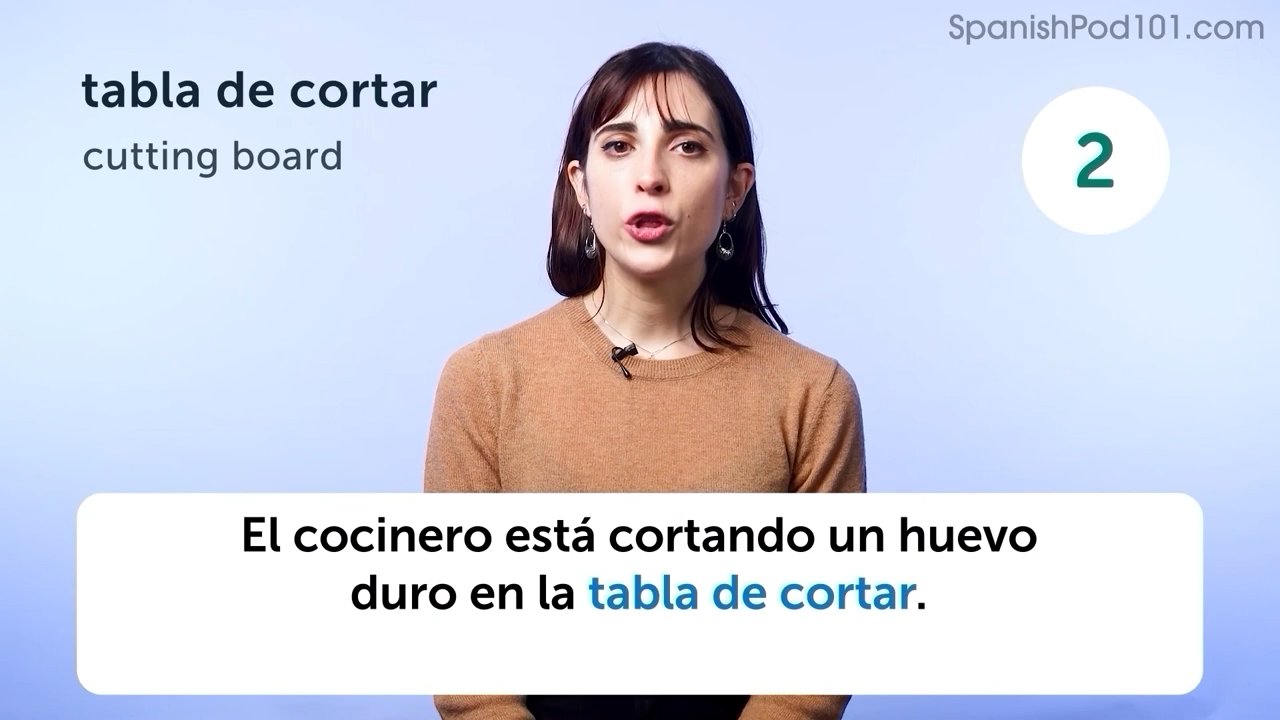 SpanishPod101.com
tabla de cortar
cutting board
2
El cocinero está cortando un huevo
duro en la tabla de cortar.